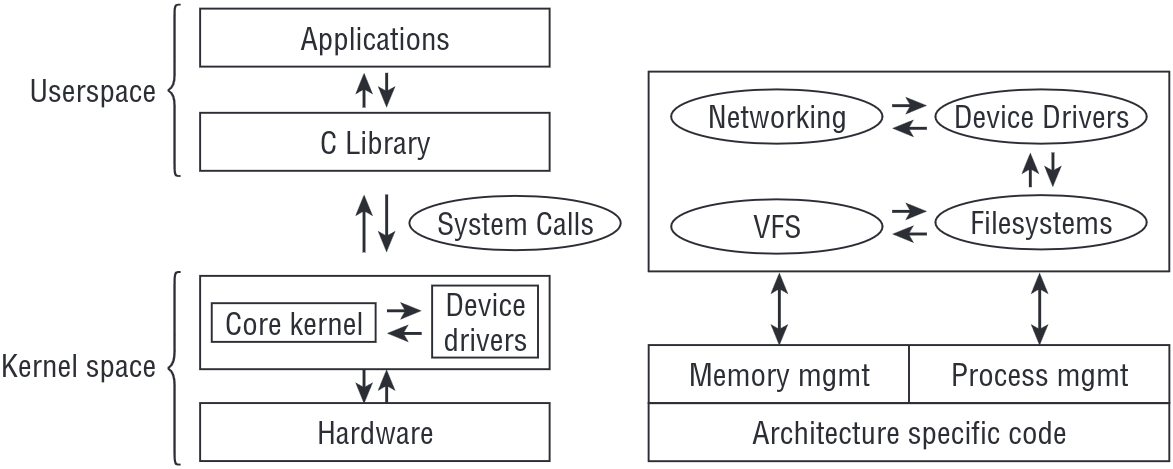 Userspace
Applications
C Library
System Calls
Kernel space
Core kernel
Device
drivers
Hardware
Networking
Device Drivers
VFS
Filesystems
Memory mgmt
Process mgmt
Architecture specific code